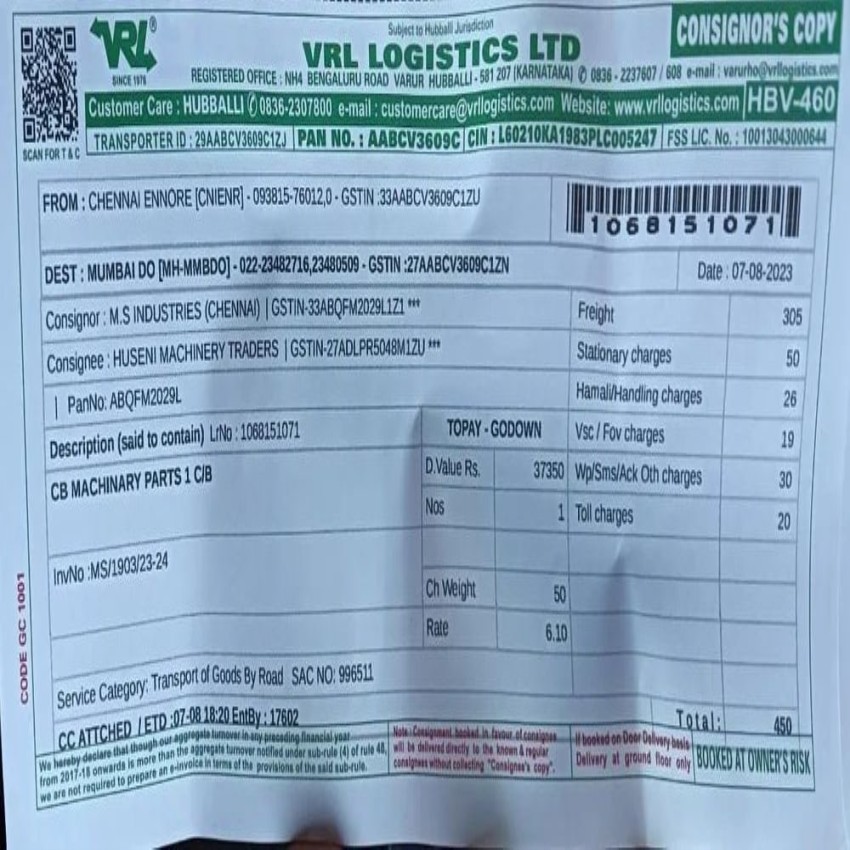 Subject to Hubballi Jurisdiction
CONSIGNOR'S COPY
VRL®
SINCE 1976
VRL LOGISTICS LTD
REGISTERED OFFICE : NH4 BENGALURU ROAD VARUR HUBBALLI - 581 207 (KARNATAKA) ✆ 0836 - 2237607 / 608 e-mail : varurho@vrllogistics.com
Customer Care : HUBBALLI ✆ 0836-2307800 e-mail : customercare@vrllogistics.com Website: www.vrllogistics.com HBV-460
SCAN FOR T & C
TRANSPORTER ID : 29AABCV3609C1ZJ PAN NO. : AABCV3609C CIN : L60210KA1983PLC005247 FSS LIC. No. : 10013043000644
FROM : CHENNAI ENNORE [CNIENR] - 093815-76012,0 - GSTIN :33AABCV3609C1ZU
1068151071
DEST : MUMBAI DO [MH-MMBDO] - 022-23482716,23480509 - GSTIN :27AABCV3609C1ZN
Date : 07-08-2023
Consignor : M.S INDUSTRIES (CHENNAI) | GSTIN-33ABQFM2029L1Z1 ***
Freight 305
Consignee : HUSENI MACHINERY TRADERS | GSTIN-27ADLPR5048M1ZU ***
Stationary charges 50
| PanNo: ABQFM2029L
Hamali/Handling charges 26
Description (said to contain) LrNo : 1068151071
TOPAY - GODOWN
Vsc / Fov charges 19
CB MACHINARY PARTS 1 C/B
D.Value Rs. 37350
Wp/Sms/Ack Oth charges 30
Nos 1
Toll charges 20
InvNo :MS/1903/23-24
Ch Weight 50
Rate 6.10
Service Category: Transport of Goods By Road SAC NO: 996511
CC ATTCHED / ETD :07-08 18:20 EntBy : 17602
Total: 450
We hereby declare that though our aggregate turnover in any preceding financial year
from 2017-18 onwards is more than the aggregate turnover notified under sub-rule (4) of rule 48,
we are not required to prepare an e-invoice in terms of the provisions of the said sub-rule.
Note : Consignment booked in favour of consignee
will be delivered directly to the known & regular
consignees without collecting "Consignee's copy".
If booked on Door Delivery basis
Delivery at ground floor only
BOOKED AT OWNER'S RISK
CODE GC 1001